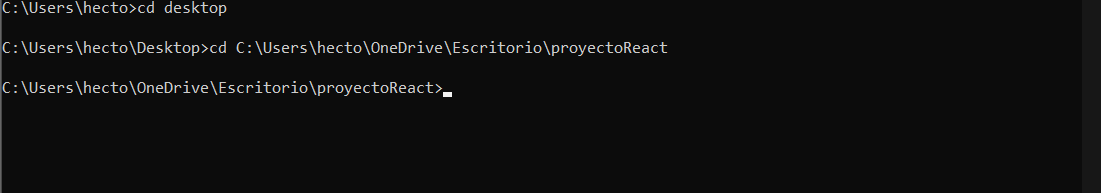 C:\Users\hecto>cd desktop
C:\Users\hecto\Desktop>cd C:\Users\hecto\OneDrive\Escritorio\proyectoReact
C:\Users\hecto\OneDrive\Escritorio\proyectoReact>